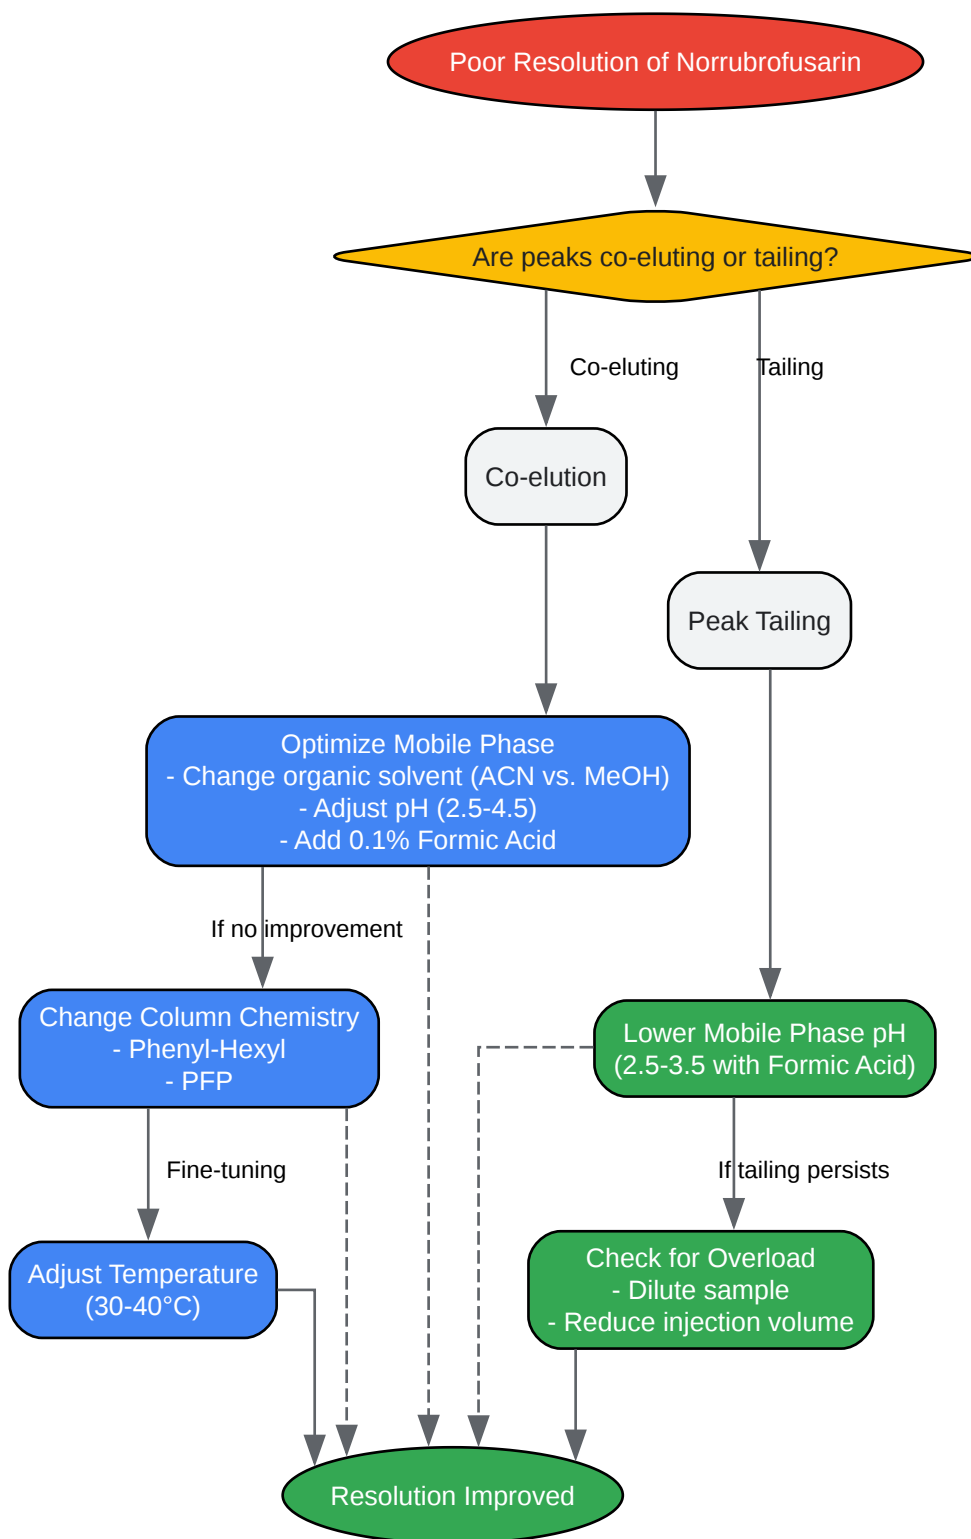 Poor Resolution of Norrubrofusarin
Are peaks co-eluting or tailing?
Co-eluting
Tailing
Co-elution
Peak Tailing
Optimize Mobile Phase
- Change organic solvent (ACN vs. MeOH)
- Adjust pH (2.5-4.5)
- Add 0.1% Formic Acid
If no improvement
Change Column Chemistry
- Phenyl-Hexyl
- PFP
Lower Mobile Phase pH
(2.5-3.5 with Formic Acid)
Fine-tuning
If tailing persists
Adjust Temperature
(30-40°C)
Check for Overload
- Dilute sample
- Reduce injection volume
Resolution Improved